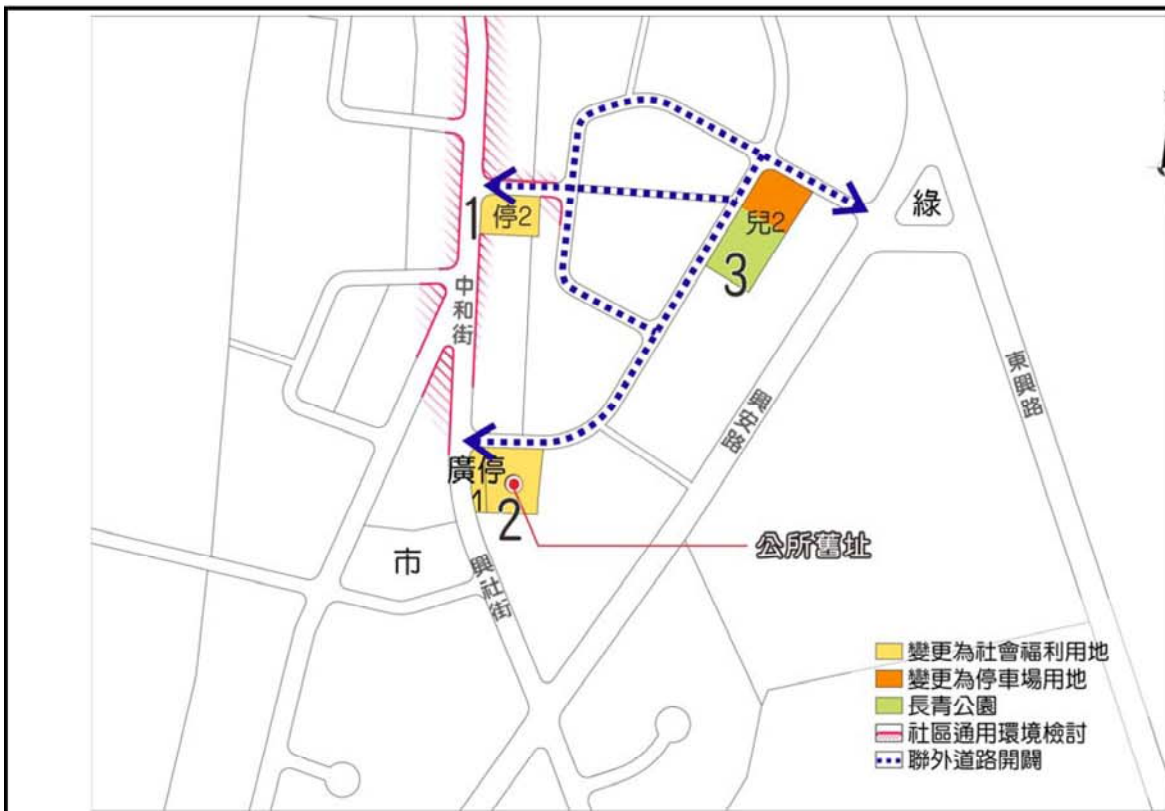 綠
1
停2
兒2
3
中和街
東興路
興安路
廣停
1
2
公所舊址
市
興社街
變更為社會福利用地
變更為停車場用地
長青公園
社區通用環境檢討
聯外道路開闢